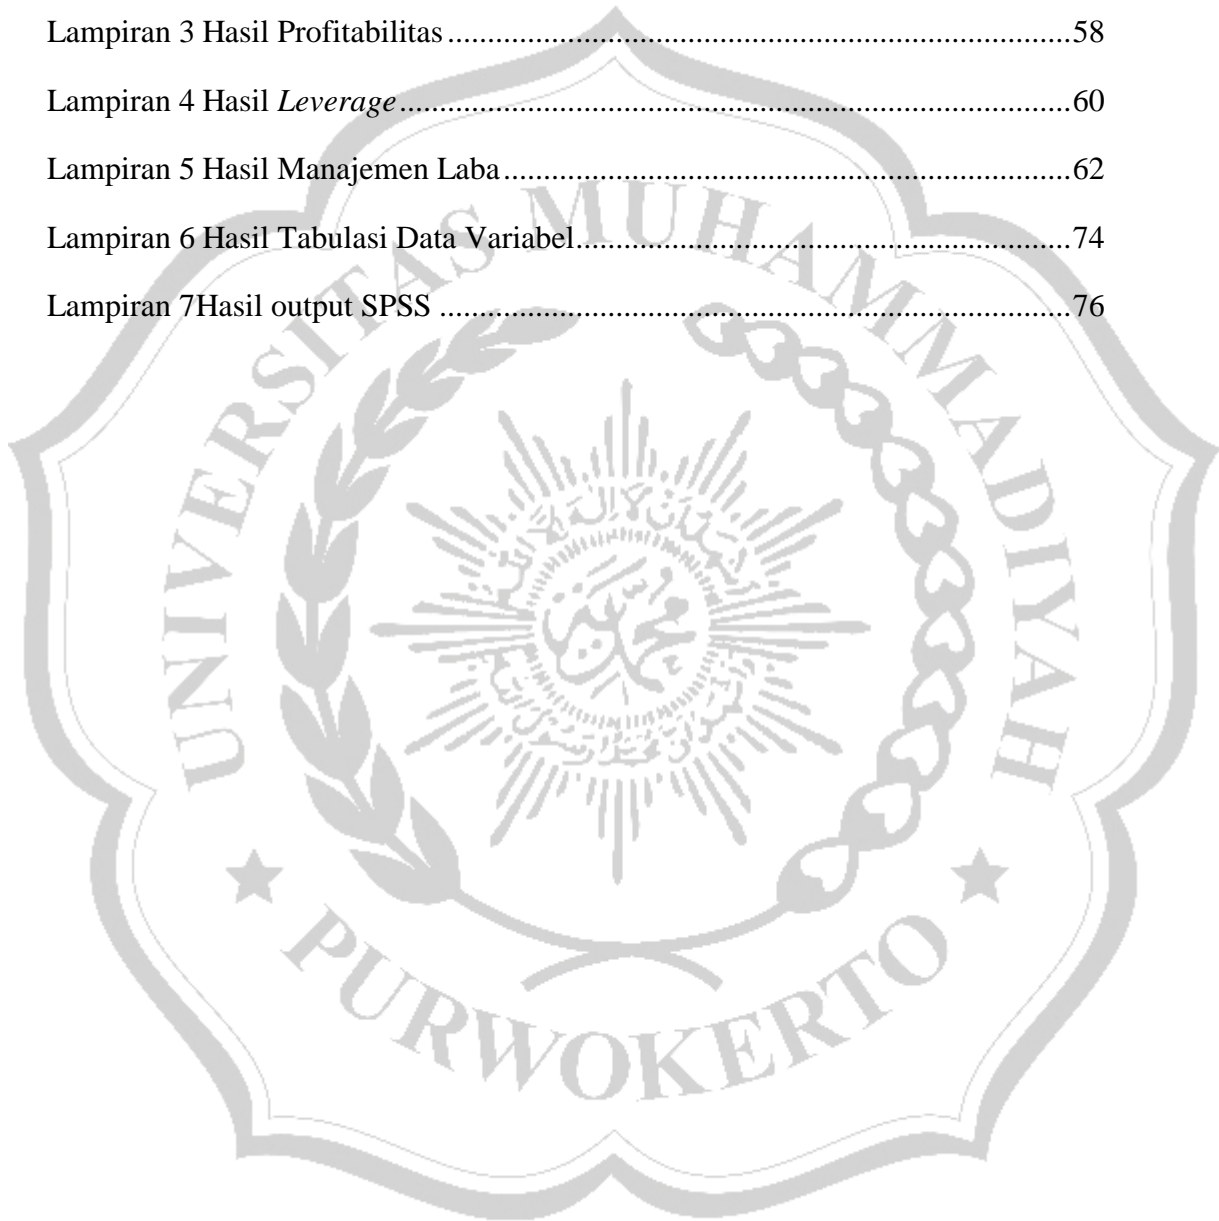 Lampiran 3 Hasil Profitabilitas ............................................................................58
Lampiran 4 Hasil Leverage..................................................................................60
Lampiran 5 Hasil Manajemen Laba.....................................................................62
Lampiran 6 Hasil Tabulasi Data Variabel............................................................74
Lampiran 7Hasil output SPSS .............................................................................76
UNIVERSITAS MUHAMMADIYAH
PURWOKERTO